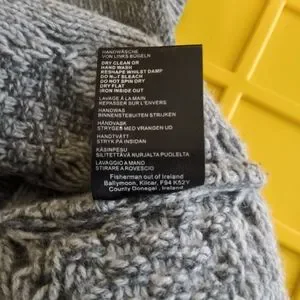 HANDWÄSCHE
VON LINKS BÜGELN
DRY CLEAN OR
HAND WASH
RESHAPE WHILST DAMP
DO NOT BLEACH
DO NOT SPIN DRY
DRY FLAT
IRON INSIDE OUT
LAVAGE À LA MAIN
REPASSER SUR L'ENVERS
HANDWAS
BINNENSTEBUITEN STRIJKEN
HÅNDVASK
STRYGES MED VRANGEN UD
HANDTVÄTT
STRYK PÅ INSIDAN
KÄSINPESU
SILITETTÄVÄ NURJALTA PUOLELTA
LAVAGGIO A MANO
STIRARE A ROVESCIO
Fisherman out of Ireland
Ballymoon, Kilcar, F94 K52Y
County Donegal, Ireland